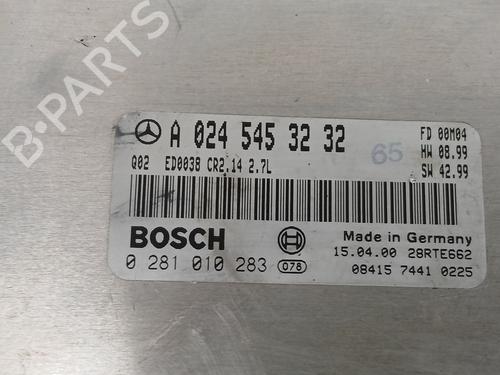 B-PARTS
A 024 545 32 32
65
FD 00M04
HW 08.99
SW 42.99
Q02 ED0038 CR2.14 2.7L
BOSCH
Made in Germany
0 281 010 283 078
15.04.00 28RTE662
08415 7441 0225